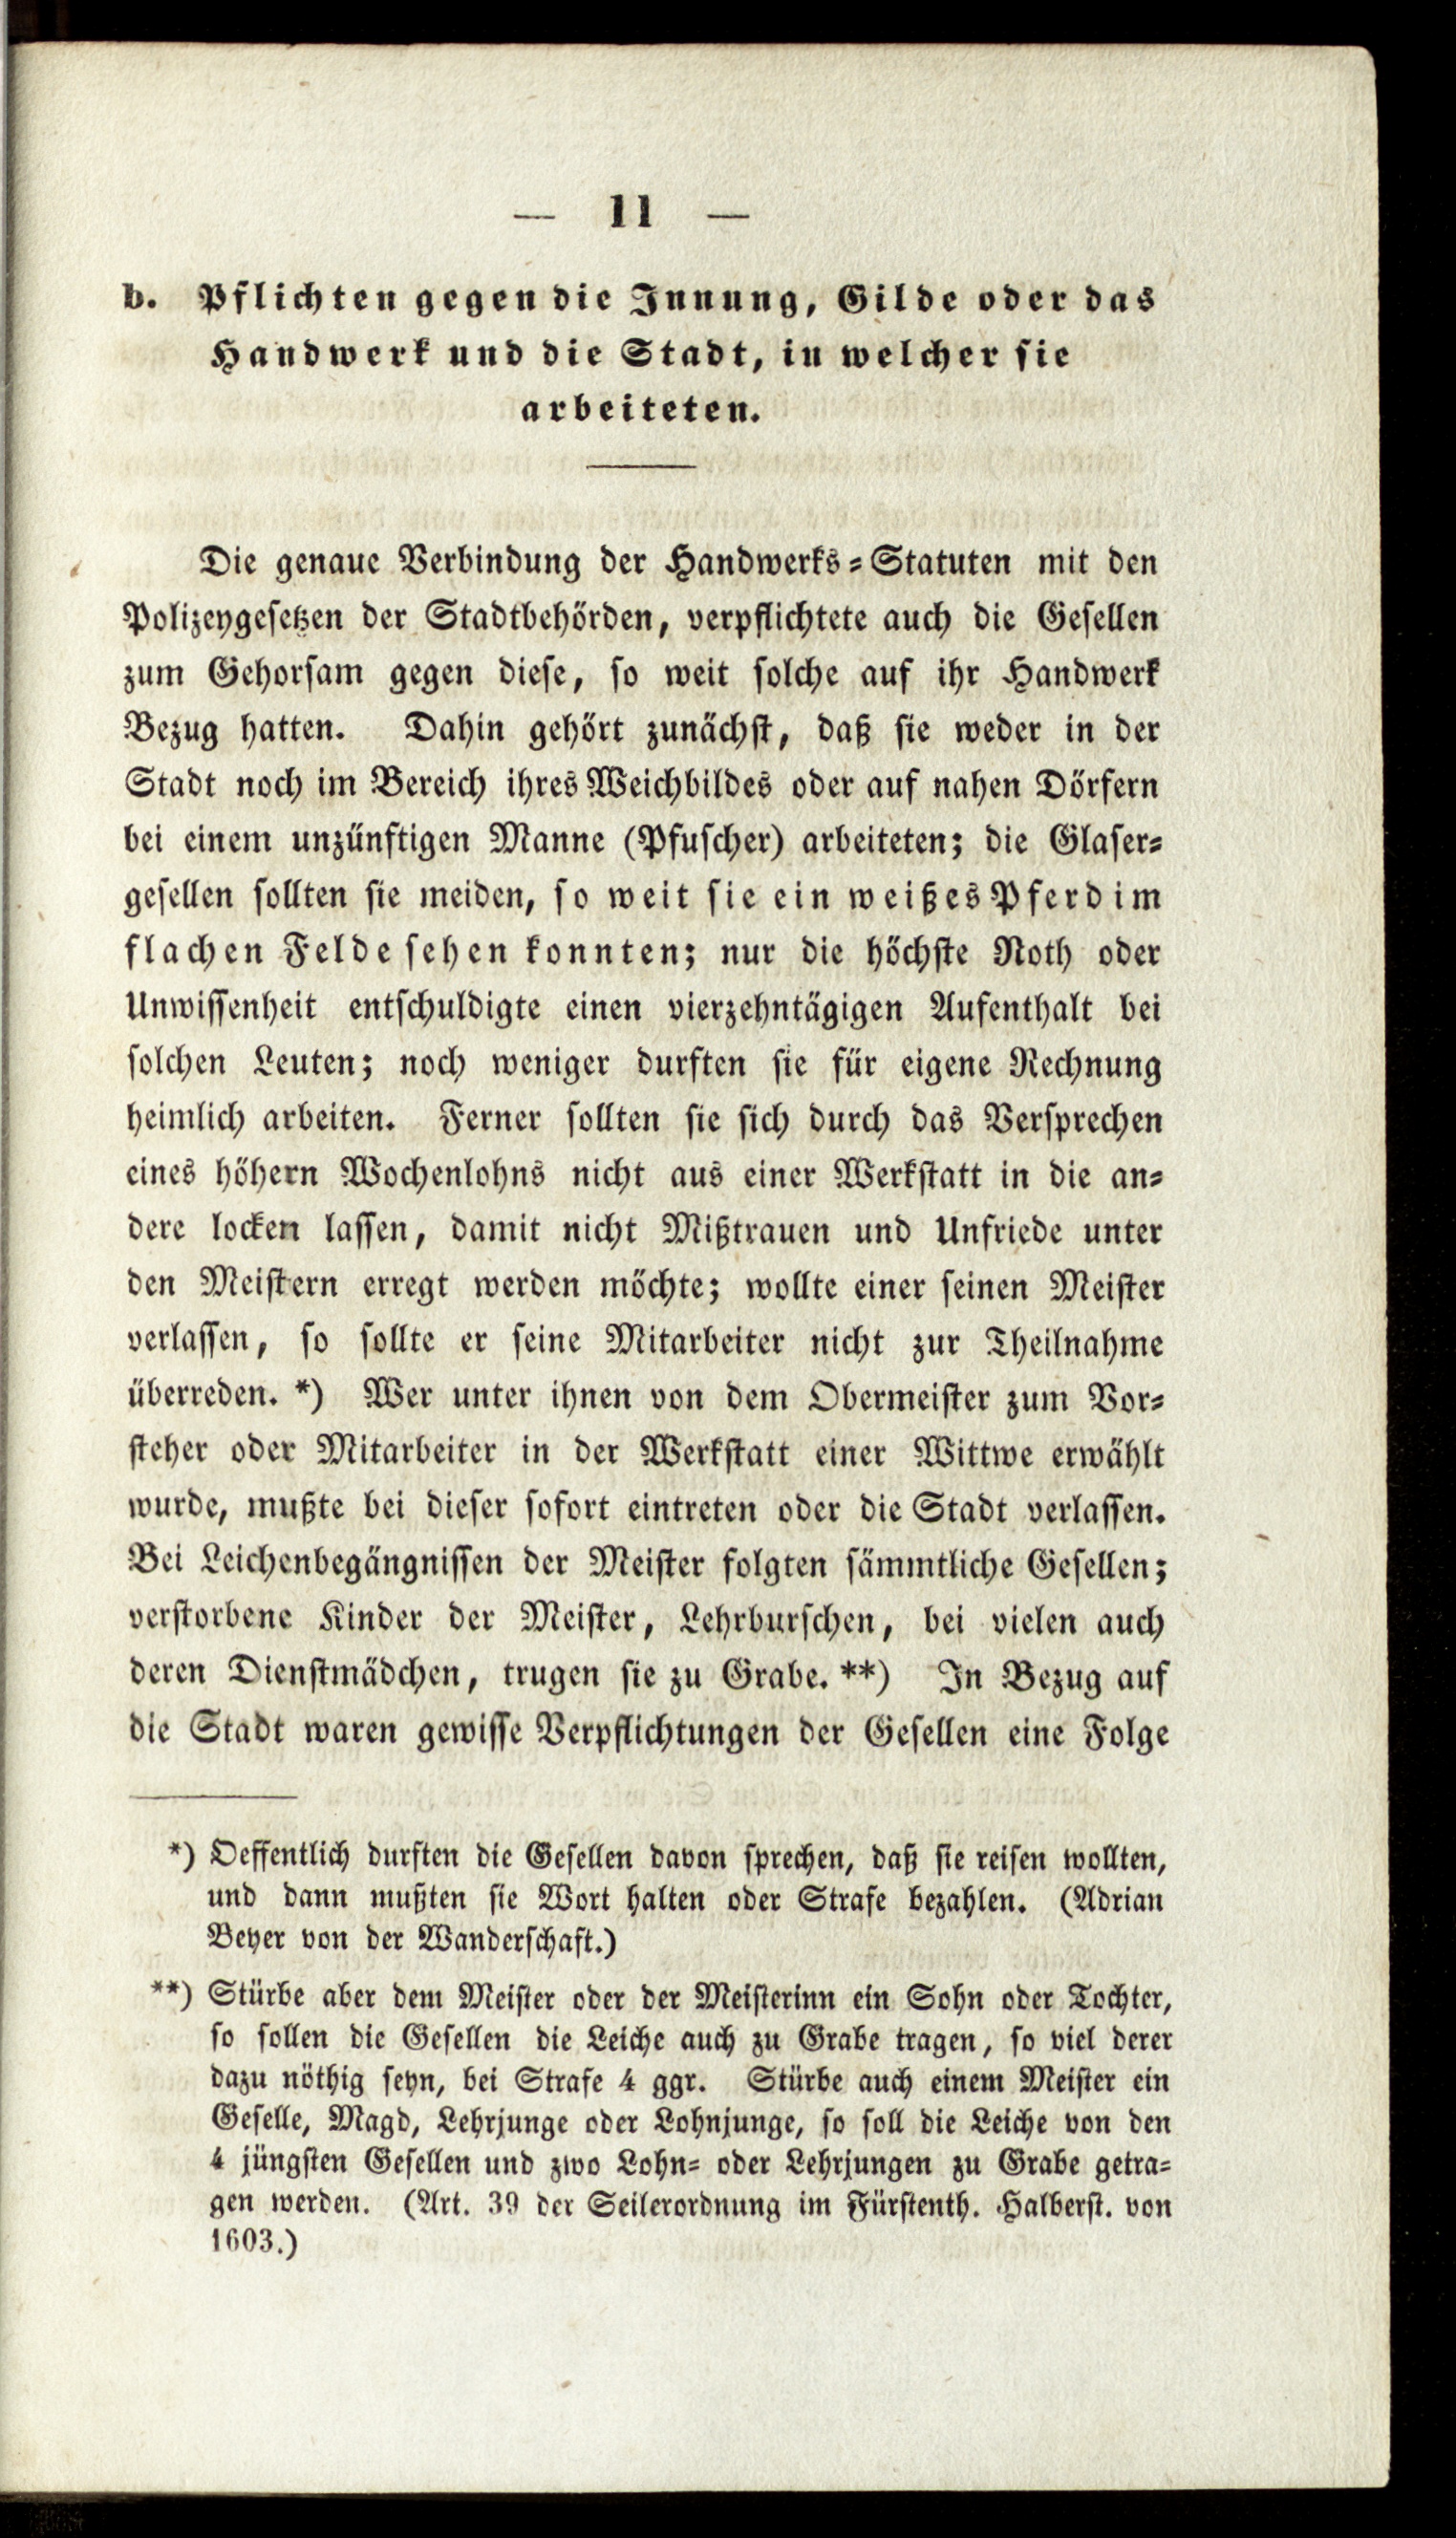 — 11 —
b. Pflichten gegen die Innung, Gilde oder das
Handwerk und die Stadt, in welcher sie
arbeiteten.
Die genaue Verbindung der Handwerks-Statuten mit den
Polizeygesetzen der Stadtbehörden, verpflichtete auch die Gesellen
zum Gehorsam gegen diese, so weit solche auf ihr Handwerk
Bezug hatten. Dahin gehört zunächst, daß sie weder in der
Stadt noch im Bereich ihres Weichbildes oder auf nahen Dörfern
bei einem unzünftigen Manne (Pfuscher) arbeiteten; die Glaser-
gesellen sollten sie meiden, so weit sie ein weißes Pferd im
flachen Felde sehen konnten; nur die höchste Noth oder
Unwissenheit entschuldigte einen vierzehntägigen Aufenthalt bei
solchen Leuten; noch weniger durften sie für eigene Rechnung
heimlich arbeiten. Ferner sollten sie sich durch das Versprechen
eines höhern Wochenlohns nicht aus einer Werkstatt in die an-
dere locken lassen, damit nicht Mißtrauen und Unfriede unter
den Meistern erregt werden möchte; wollte einer seinen Meister
verlassen, so sollte er seine Mitarbeiter nicht zur Theilnahme
überreden. *) Wer unter ihnen von dem Obermeister zum Vor-
steher oder Mitarbeiter in der Werkstatt einer Wittwe erwählt
wurde, mußte bei dieser sofort eintreten oder die Stadt verlassen.
Bei Leichenbegängnissen der Meister folgten sämmtliche Gesellen;
verstorbene Kinder der Meister, Lehrburschen, bei vielen auch
deren Dienstmädchen, trugen sie zu Grabe. **) In Bezug auf
die Stadt waren gewisse Verpflichtungen der Gesellen eine Folge
*) Oeffentlich durften die Gesellen davon sprechen, daß sie reisen wollten,
und dann mußten sie Wort halten oder Strafe bezahlen. (Adrian
Beyer von der Wanderschaft.)
**) Stürbe aber dem Meister oder der Meisterinn ein Sohn oder Tochter,
so sollen die Gesellen die Leiche auch zu Grabe tragen, so viel derer
dazu nöthig seyn, bei Strafe 4 ggr. Stürbe auch einem Meister ein
Geselle, Magd, Lehrjunge oder Lohnjunge, so soll die Leiche von den
4 jüngsten Gesellen und zwo Lohn- oder Lehrjungen zu Grabe getra-
gen werden. (Art. 39 der Seilerordnung im Fürstenth. Halberst. von
1603.)